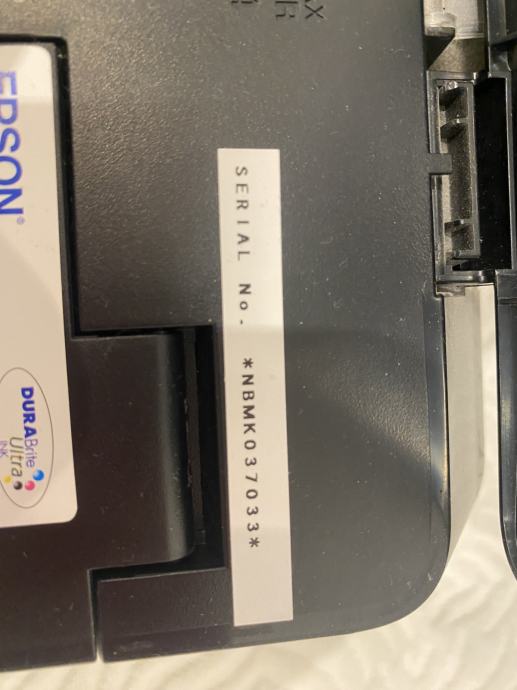 EPSON®
DURABrite
Ultra
INK
SERIAL No. *NBMK037033*